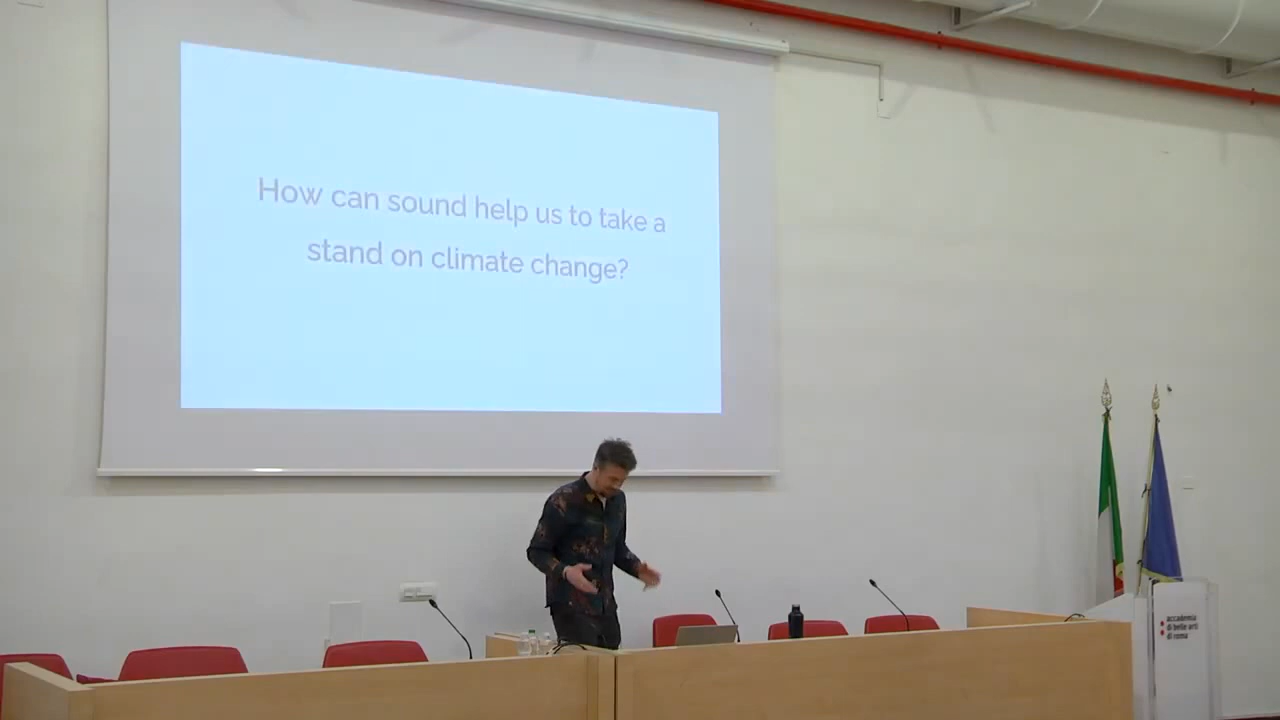 How can sound help us to take a
stand on climate change?
accademia
di belle arti
di roma